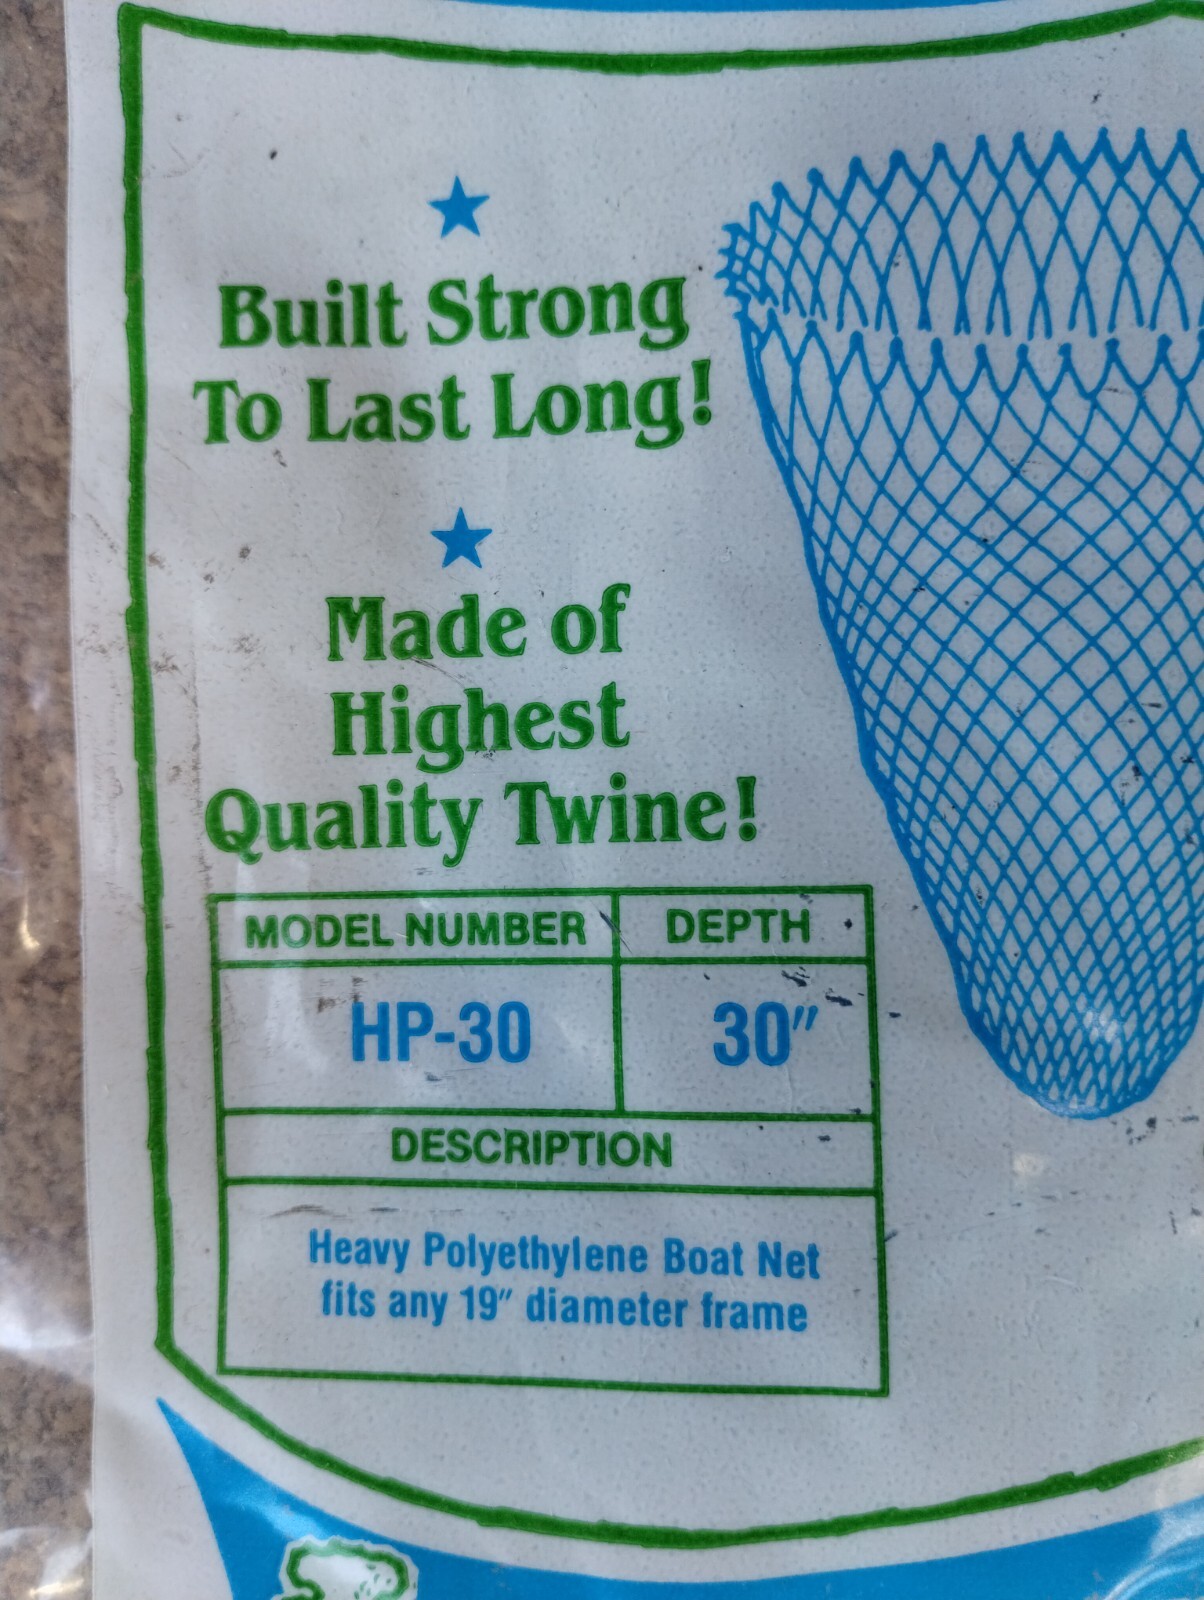 Built Strong
To Last Long!
Made of
Highest
Quality Twine!
MODEL NUMBER DEPTH
HP-30 30″
DESCRIPTION
Heavy Polyethylene Boat Net
fits any 19″ diameter frame